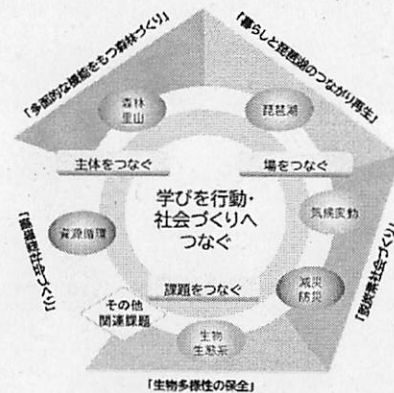 「多面的な機能をもつ森林づくり」
「暮らしと琵琶湖のつながり再生」
森林
里山
琵琶湖
主体をつなぐ
場をつなぐ
学びを行動・
社会づくりへ
つなぐ
資源循環
気候変動
「循環型社会づくり」
「脱炭素社会づくり」
課題をつなぐ
減災
防災
その他
関連課題
生物
生態系
「生物多様性の保全」